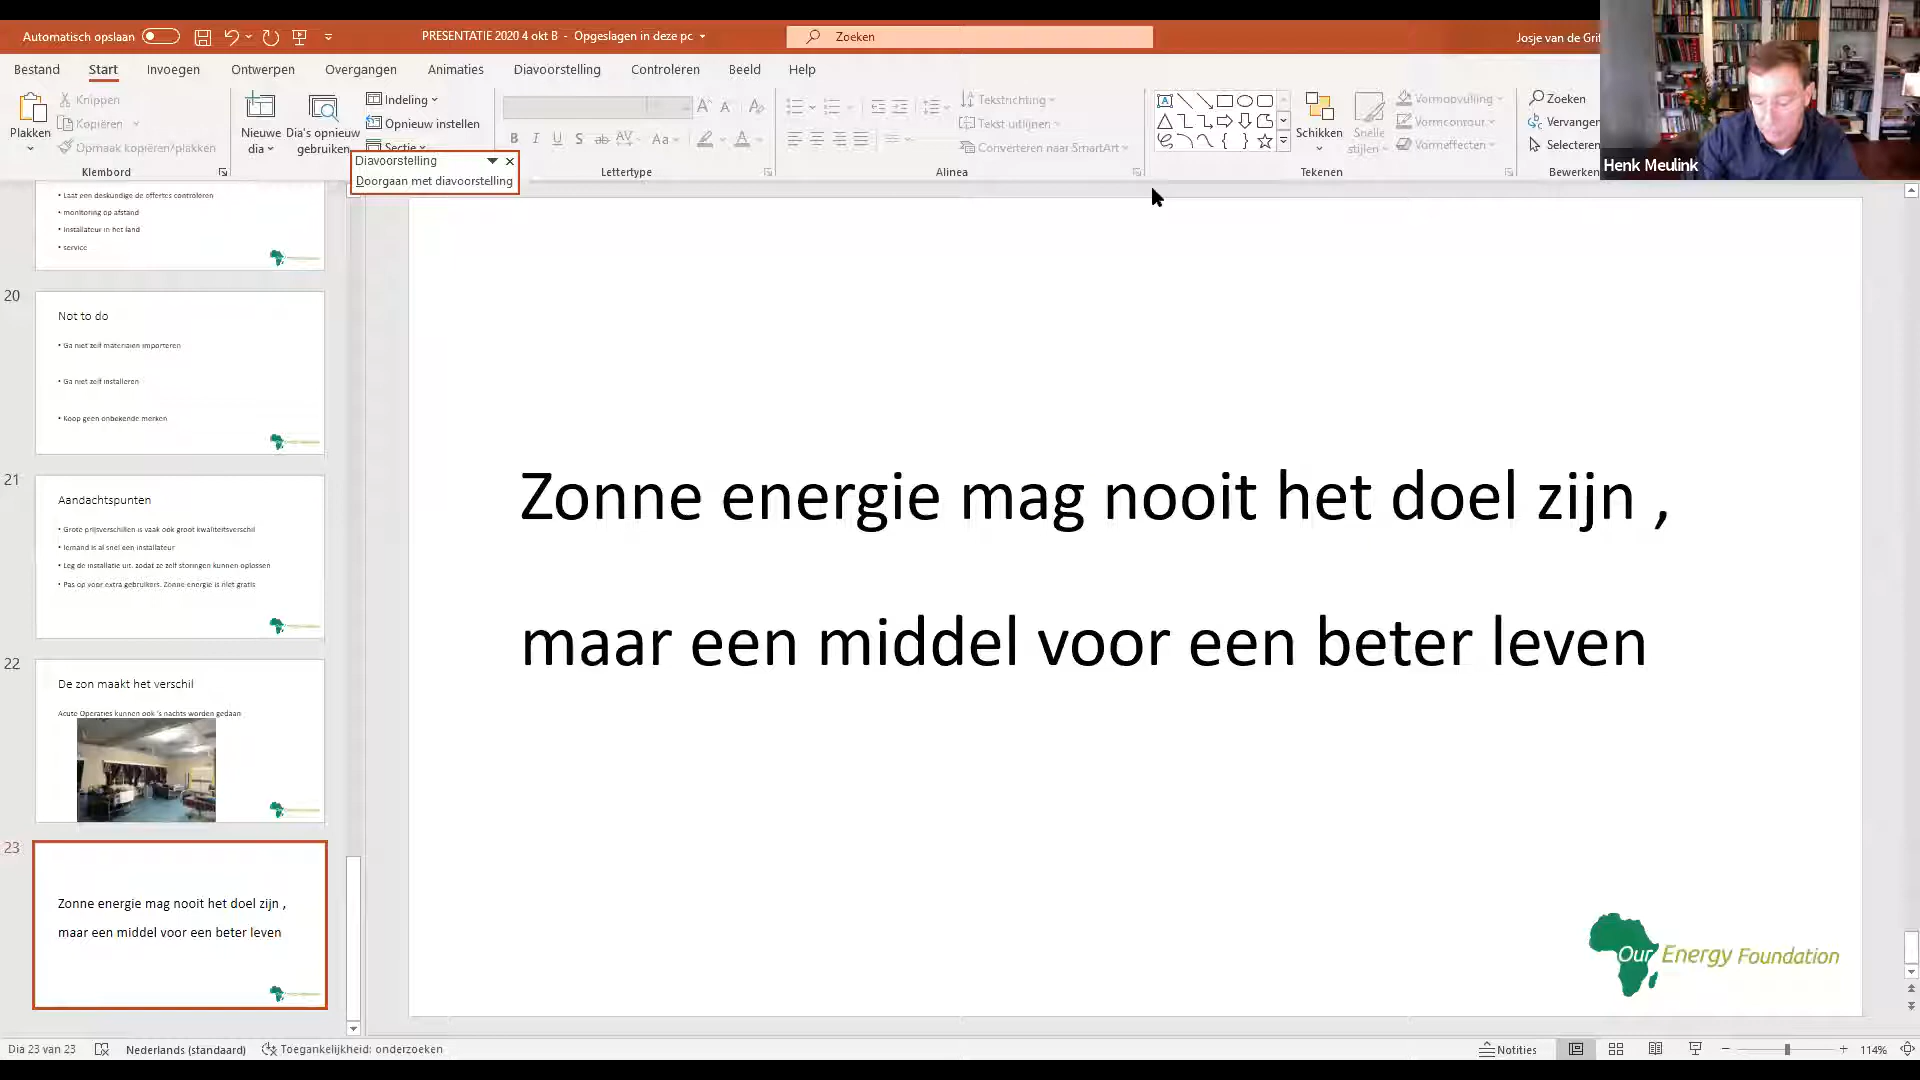 Automatisch opslaan
PRESENTATIE 2020 4 okt B - Opgeslagen in deze pc
Zoeken
Josje van de Grif
Bestand Start Invoegen Ontwerpen Overgangen Animaties Diavoorstelling Controleren Beeld Help
Plakken
Knippen
Kopiëren
Opmaak kopiëren/plakken
Klembord
Nieuwe dia
Dia's opnieuw gebruiken
Indeling
Opnieuw instellen
Sectie
Diavoorstelling
Doorgaan met diavoorstelling
Lettertype
Tekstrichting
Tekst uitlijnen
Converteren naar SmartArt
Alinea
Schikken
Snelle stijlen
Vormopvulling
Vormcontour
Vormeffecten
Tekenen
Zoeken
Vervangen
Selecteren
Bewerken
Henk Meulink
• Laat een deskundige de offertes controleren
• monitoring op afstand
• Installateur in het land
• service
20
Not to do
• Ga niet zelf materialen importeren
• Ga niet zelf installeren
• Koop geen onbekende merken
21
Aandachtspunten
• Grote prijsverschillen is vaak ook groot kwaliteitsverschil
• Iemand is al snel een installateur
• Leg de installatie uit, zodat ze zelf storingen kunnen oplossen
• Pas op voor extra gebruikers. Zonne energie is niet gratis
22
De zon maakt het verschil
Acute Operaties kunnen ook 's nachts worden gedaan
23
Zonne energie mag nooit het doel zijn ,
maar een middel voor een beter leven
Zonne energie mag nooit het doel zijn ,
maar een middel voor een beter leven
Our Energy Foundation
Dia 23 van 23
Nederlands (standaard)
Toegankelijkheid: onderzoeken
Notities
114%